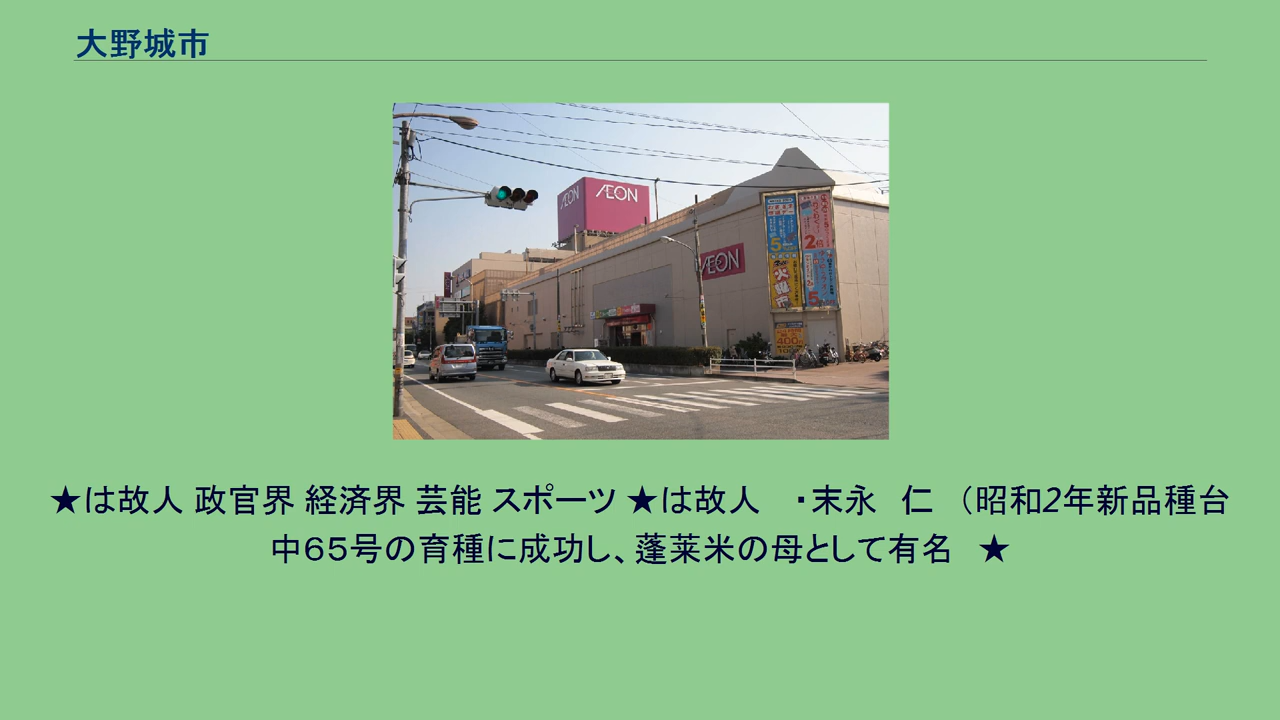 大野城市
ÆON
ÆON
ÆON
火曜市
★は故人 政官界 経済界 芸能 スポーツ ★は故人　・末永　仁　（昭和2年新品種台
中６５号の育種に成功し、蓬莱米の母として有名　★